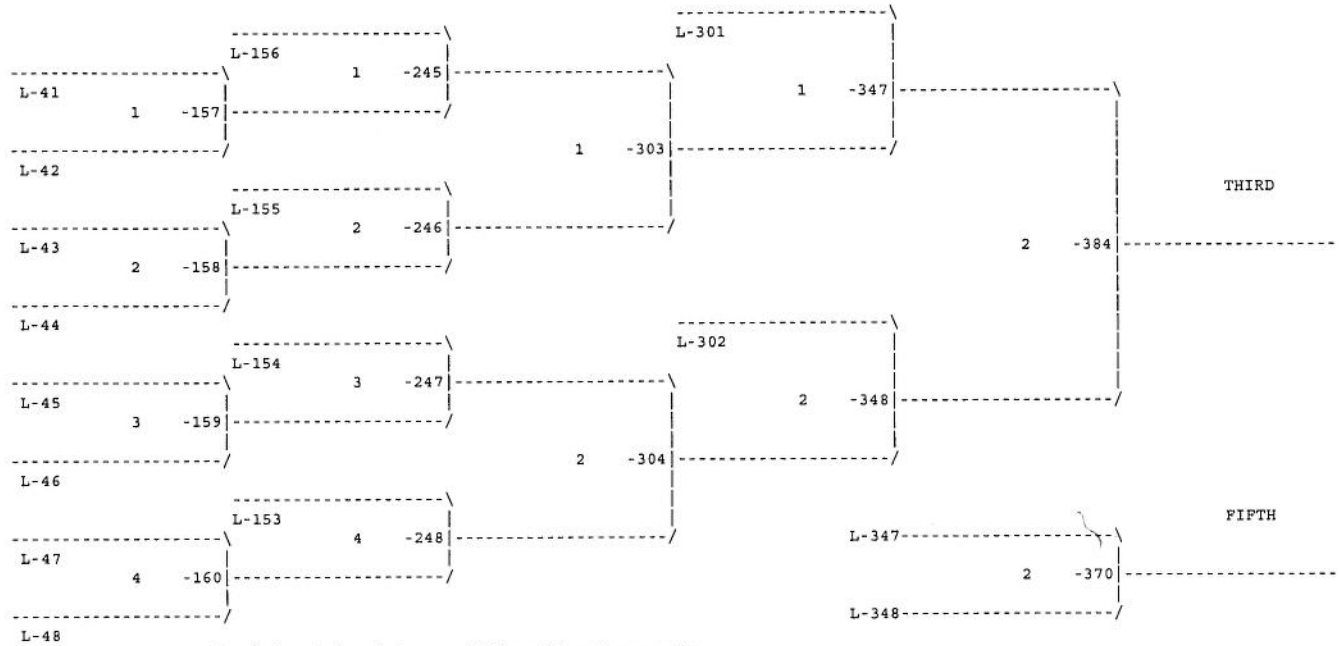 L-301
L-156
1 -245
L-41
1 -347
1 -157
L-42
1 -303
THIRD
L-155
2 -246
L-43
2 -384
2 -158
L-44
L-302
L-154
3 -247
L-45
2 -348
3 -159
L-46
2 -304
L-153
FIFTH
4 -248
L-347
L-47
4 -160
2 -370
L-348
L-48